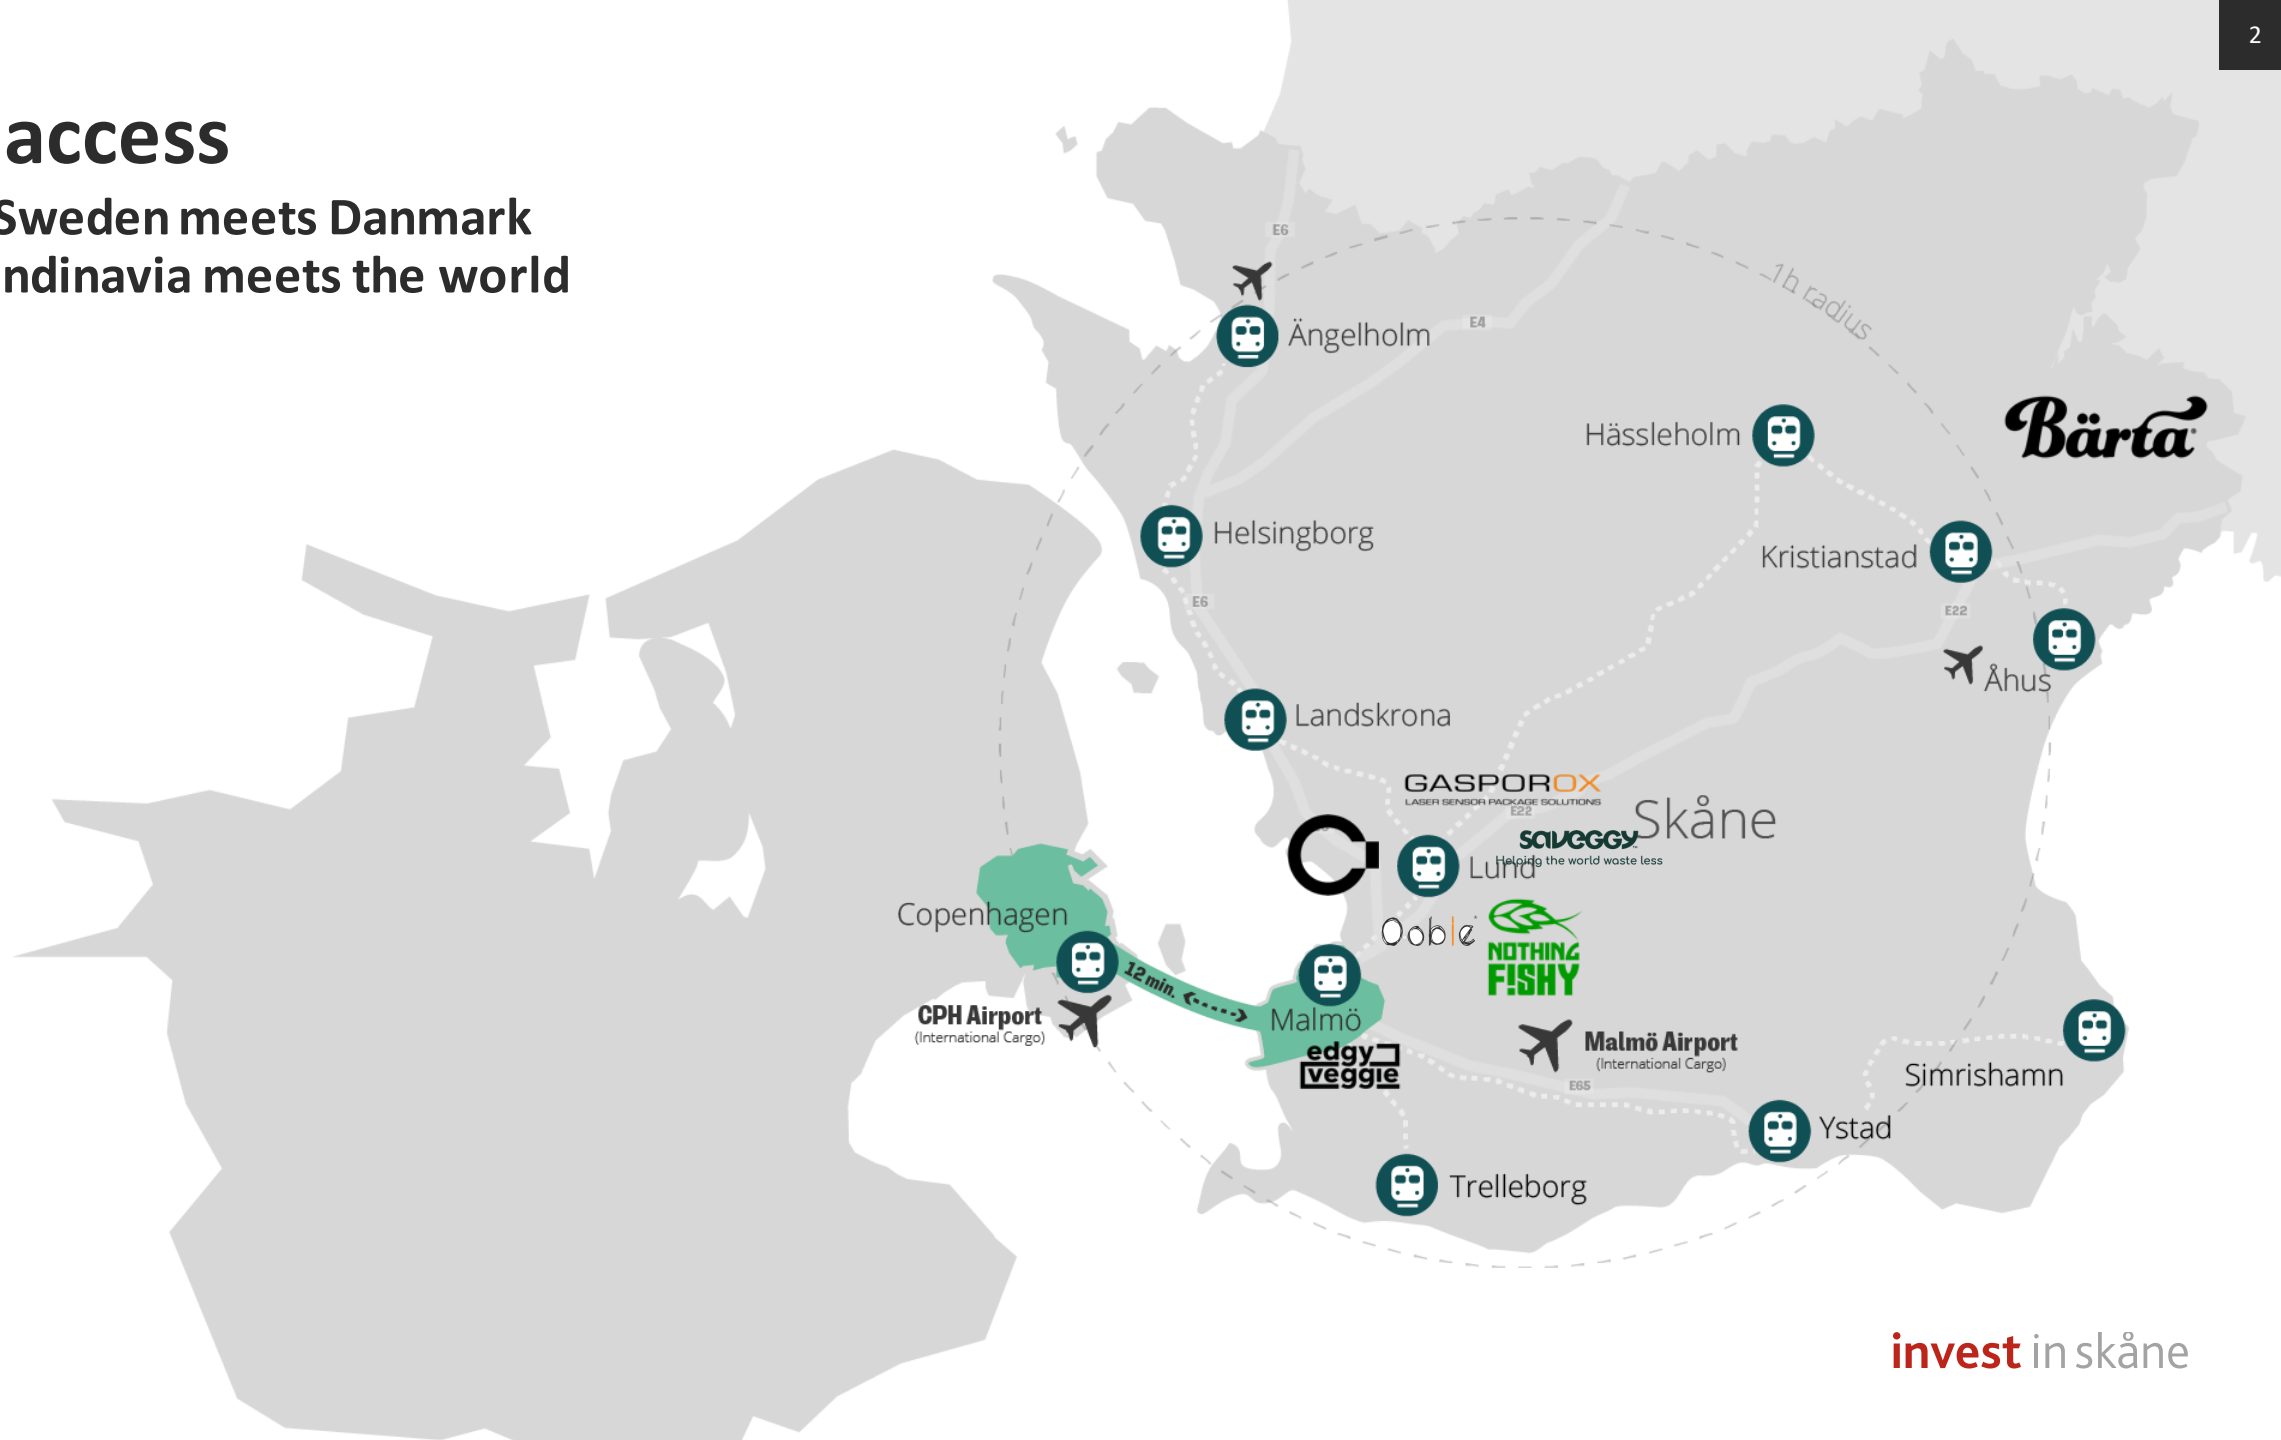 2
access
Sweden meets Danmark
ndinavia meets the world
E6
1h radius
Ängelholm
E4
Hässleholm
Bärta
Helsingborg
Kristianstad
E6
E22
Åhus
Landskrona
GASPOROX
LASER SENSOR PACKAGE SOLUTIONS
E22
Skåne
saveggy
Helping the world waste less
Lund
Copenhagen
Ooble
NOTHING
F!SHY
12 min.
CPH Airport
(International Cargo)
Malmö
Malmö Airport
(International Cargo)
edgy
veggie
E65
Simrishamn
Ystad
Trelleborg
invest in skåne